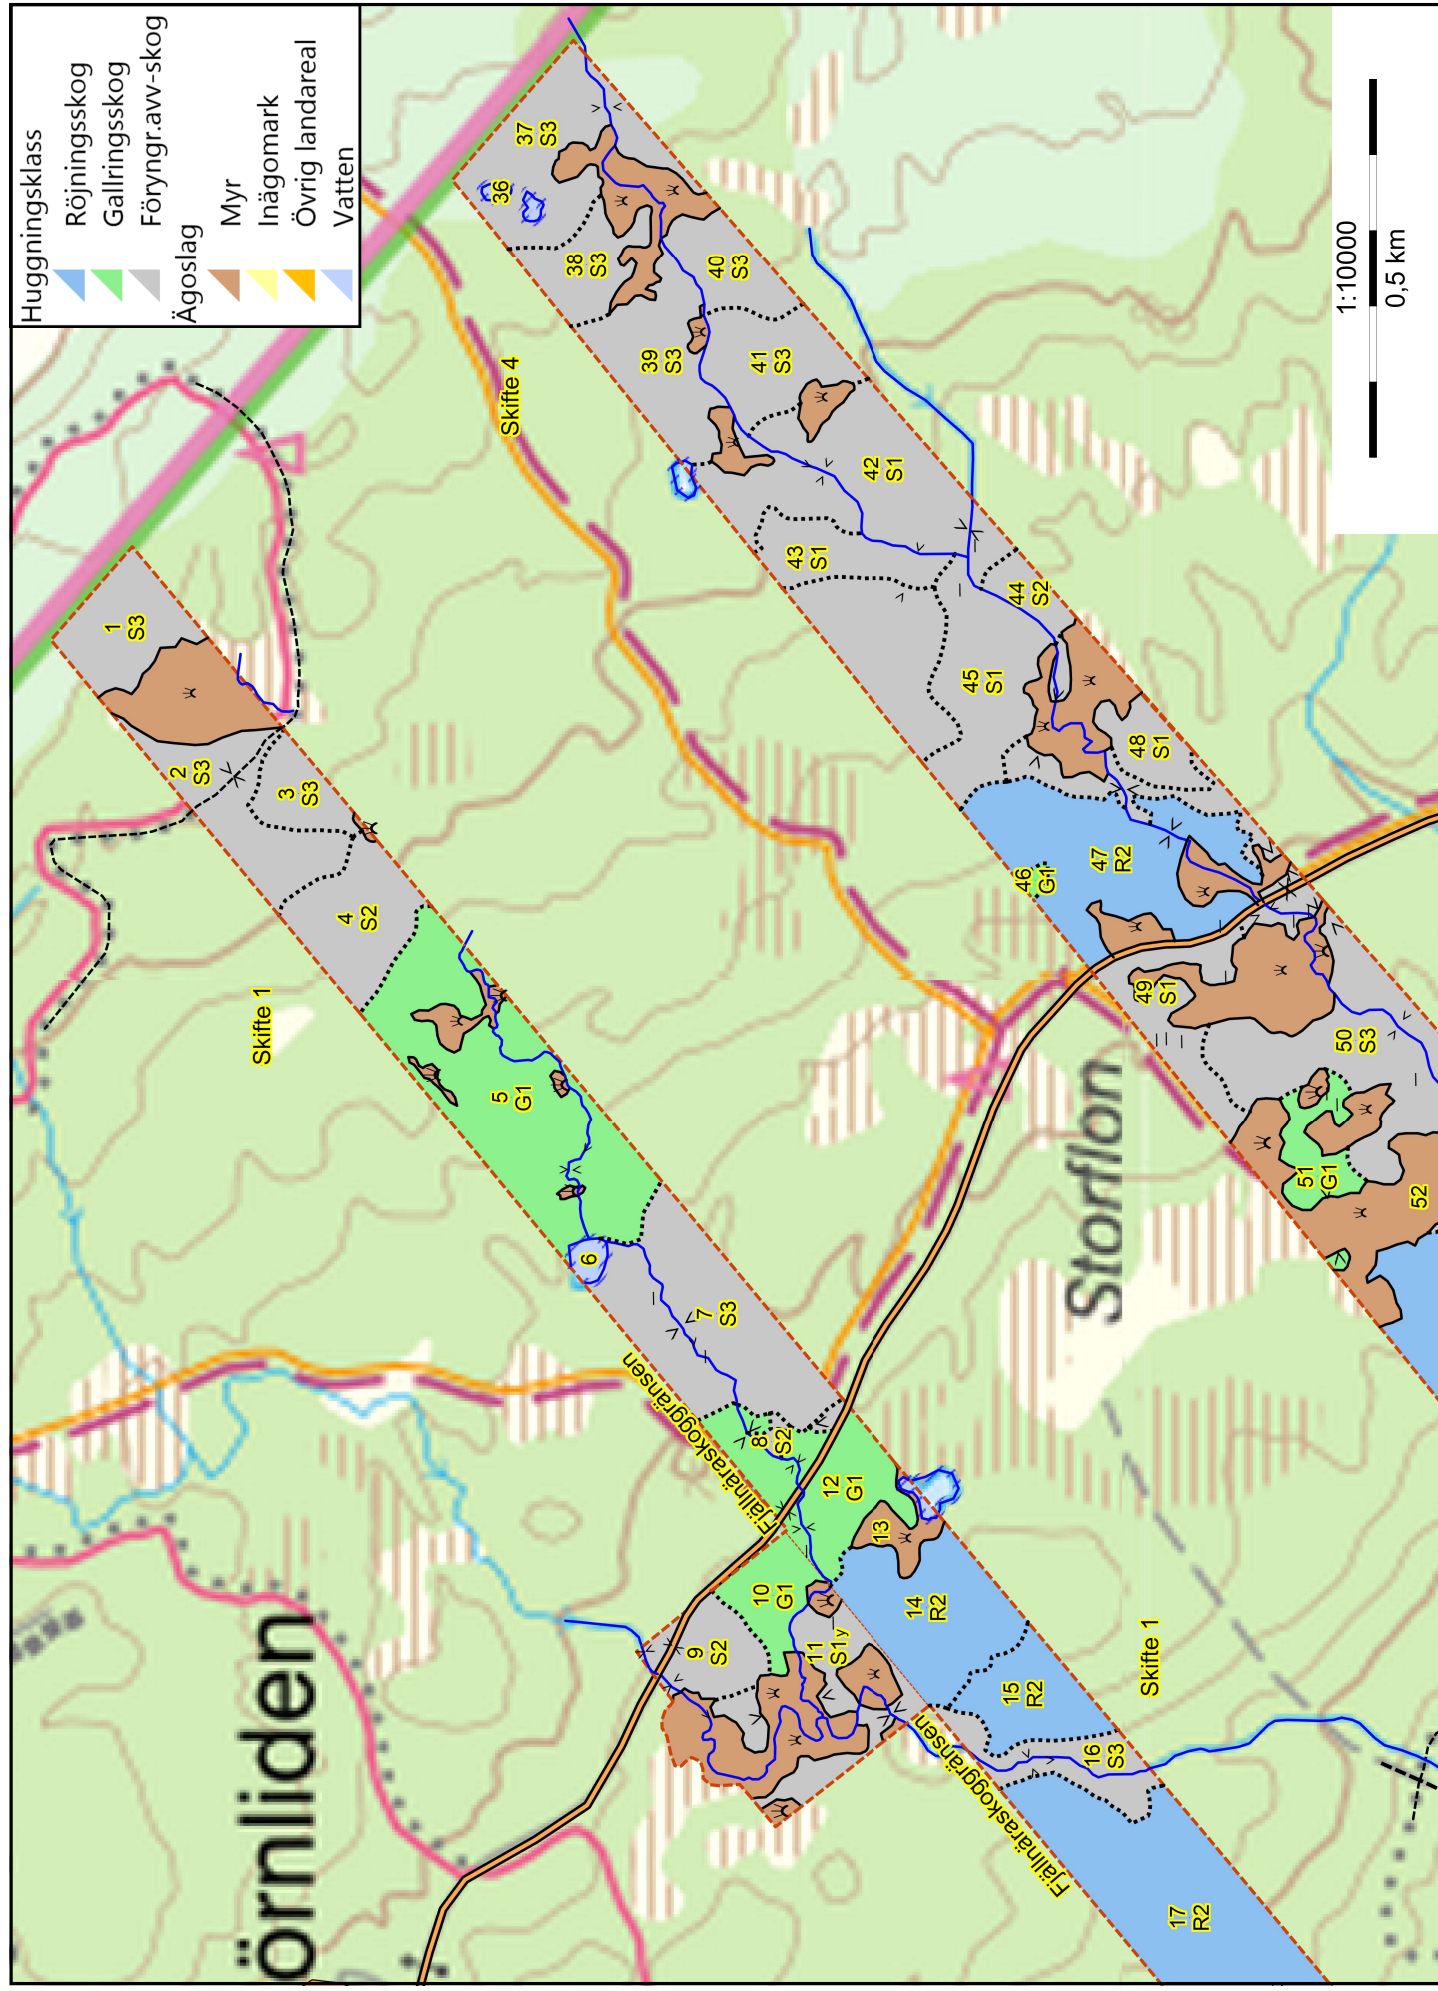 Huggningsklass
Röjningsskog
Gallringsskog
Föryngr.avv-skog
Ägoslag
Myr
Inägomark
Övrig landareal
Vatten
1:10000
0,5 km
Skifte 4
Skifte 1
Skifte 1
Storflon
örnliden
Fjällnäraskoggränsen
Fjällnäraskoggränsen
1
S3
2
S3
3
S3
4
S2
5
G1
6
7
S3
8
S2
9
S2
10
G1
11
S1y
12
G1
13
14
R2
15
R2
16
S3
17
R2
36
37
S3
38
S3
39
S3
40
S3
41
S3
42
S1
43
S1
44
S2
45
S1
46
G1
47
R2
48
S1
49
S1
50
S3
51
G1
52